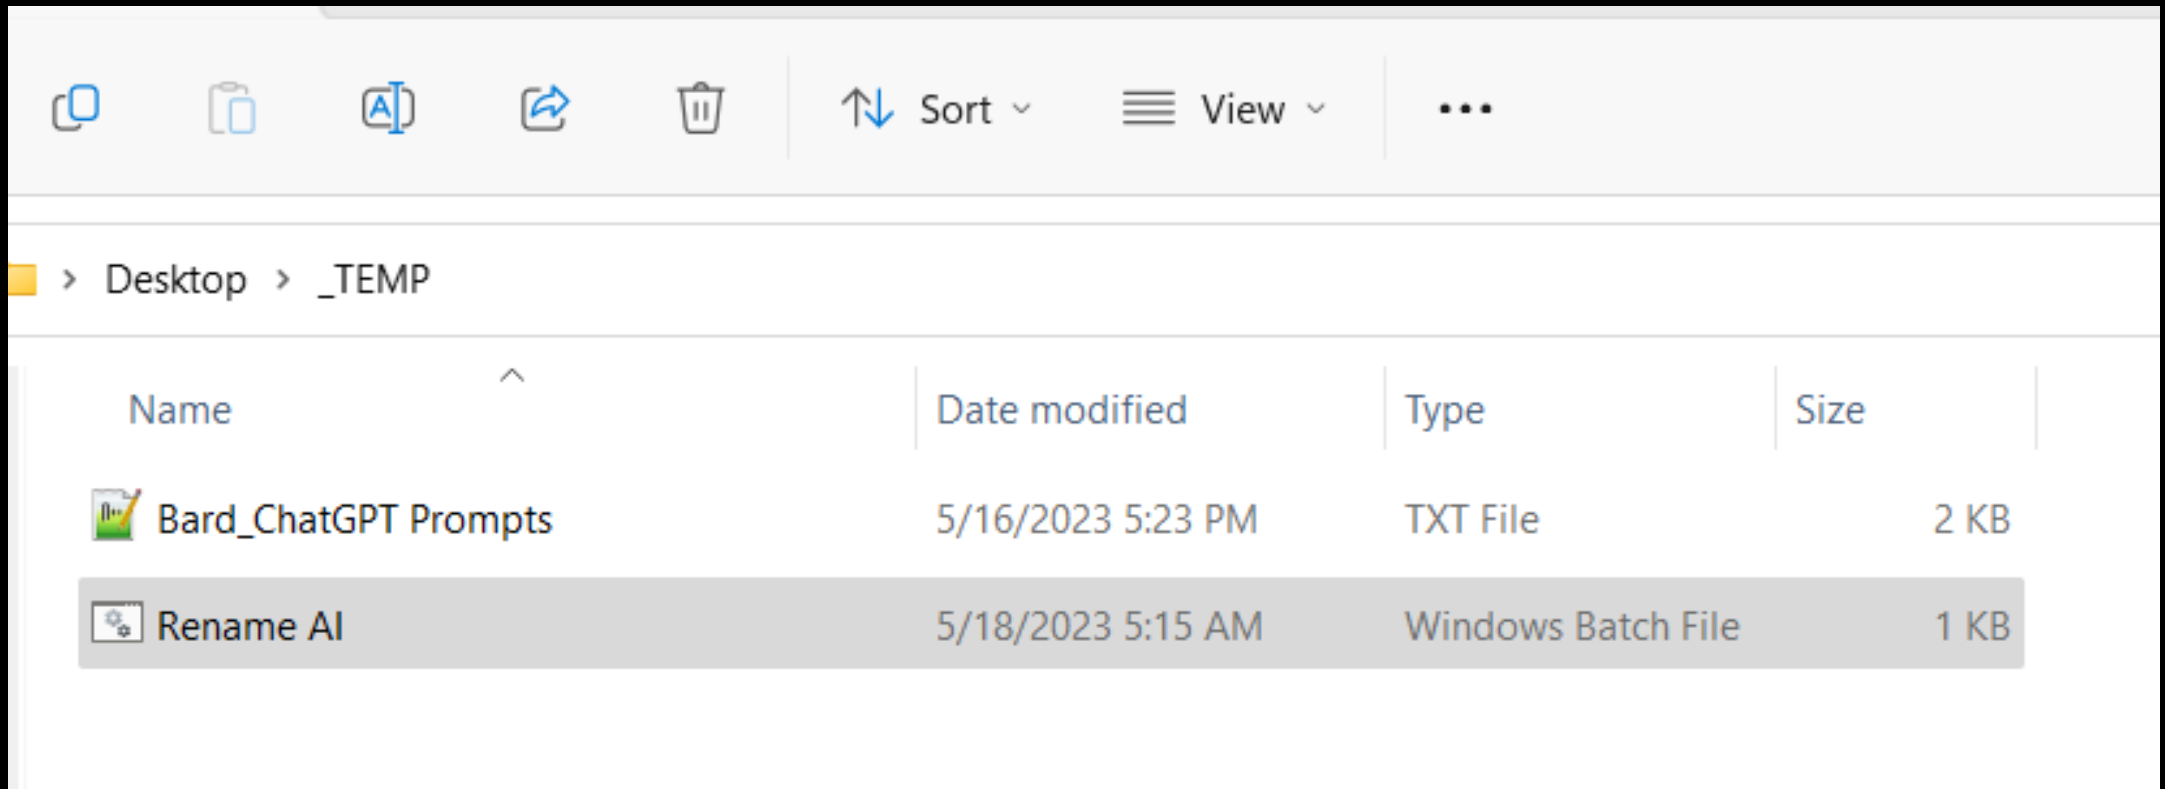 Sort View
Desktop > _TEMP
Name Date modified Type Size
Bard_ChatGPT Prompts 5/16/2023 5:23 PM TXT File 2 KB
Rename AI 5/18/2023 5:15 AM Windows Batch File 1 KB